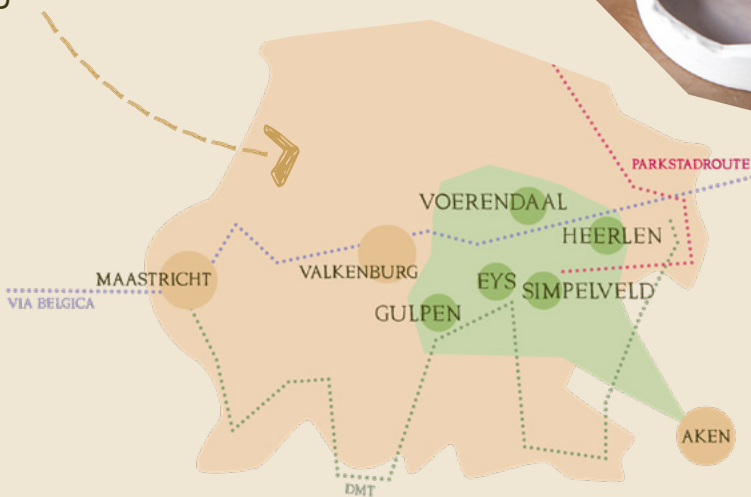 PARKSTADROUTE
VOERENDAAL
HEERLEN
MAASTRICHT
VALKENBURG
EYS
SIMPELVELD
VIA BELGICA
GULPEN
AKEN
DMT